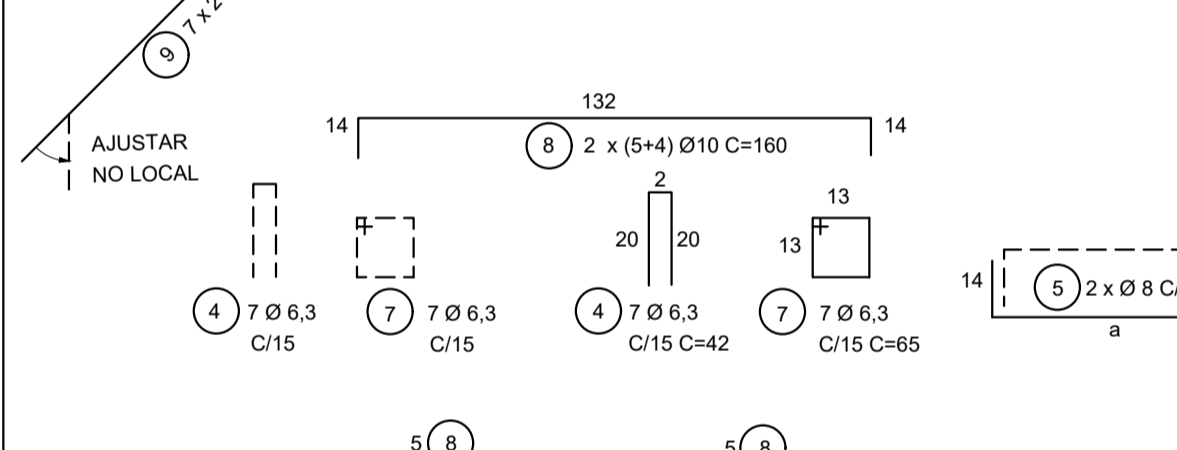 9 7 x 2
AJUSTAR
NO LOCAL
132
14
14
8 2 x (5+4) Ø10 C=160
2
20
20
13
13
4 7 Ø 6,3
C/15
7 7 Ø 6,3
C/15
4 7 Ø 6,3
C/15 C=42
7 7 Ø 6,3
C/15 C=65
14
5 2 x Ø 8 C/
a
5 8
5 8